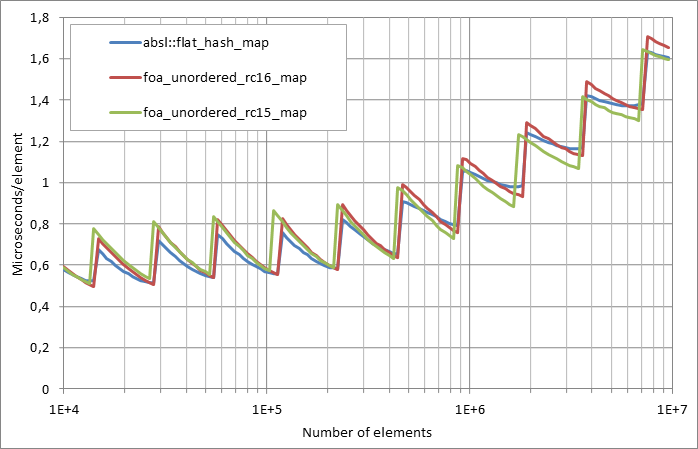 1,8
1,6
1,4
1,2
1
0,8
0,6
0,4
0,2
0
Microseconds/element
absl::flat_hash_map
foa_unordered_rc16_map
foa_unordered_rc15_map
1E+4 1E+5 1E+6 1E+7
Number of elements